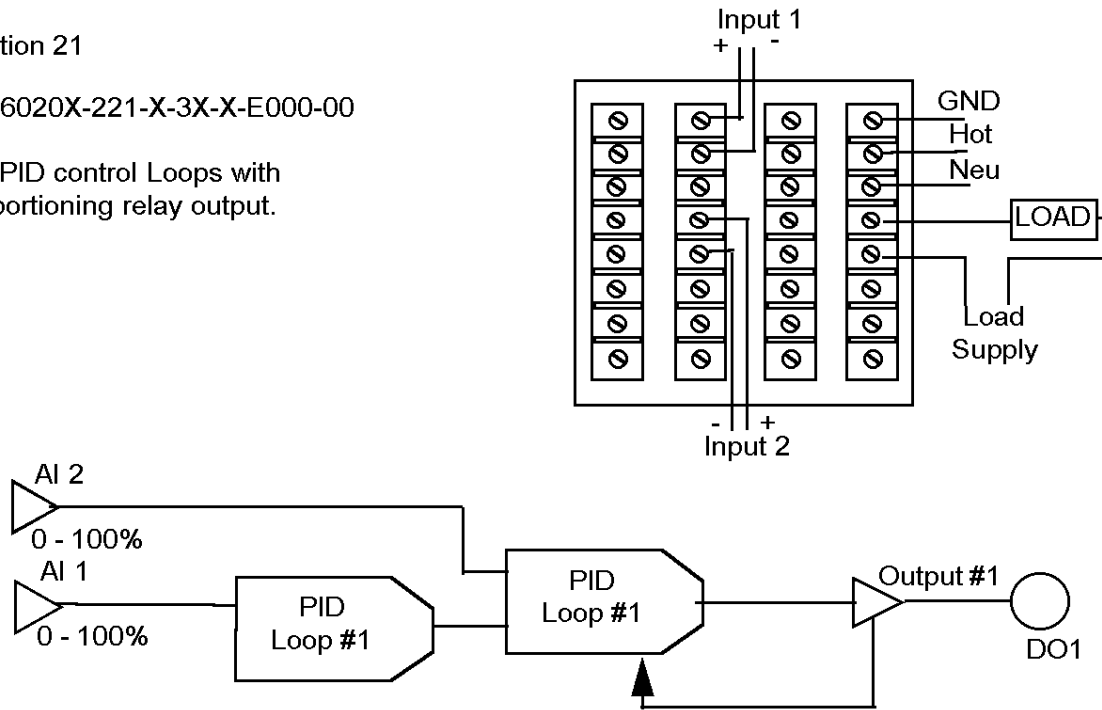 tion 21
6020X-221-X-3X-X-E000-00
PID control Loops with
portioning relay output.
Input 1
+ -
GND
Hot
Neu
LOAD
Load
Supply
- +
Input 2
AI 2
0 - 100%
AI 1
0 - 100%
PID
Loop #1
PID
Loop #1
Output #1
DO1